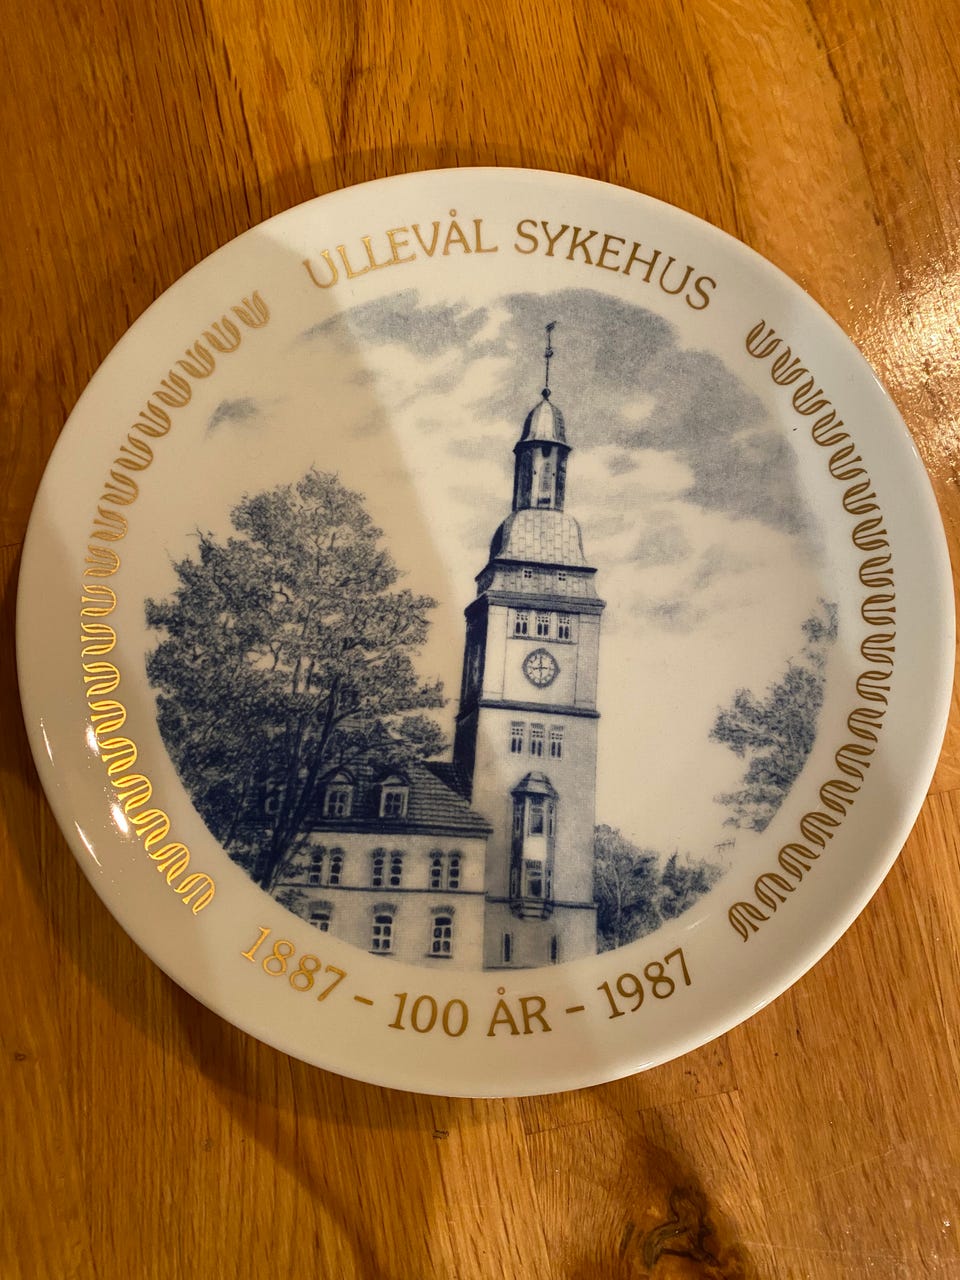 ULLEVÅL SYKEHUS
1887 - 100 ÅR - 1987